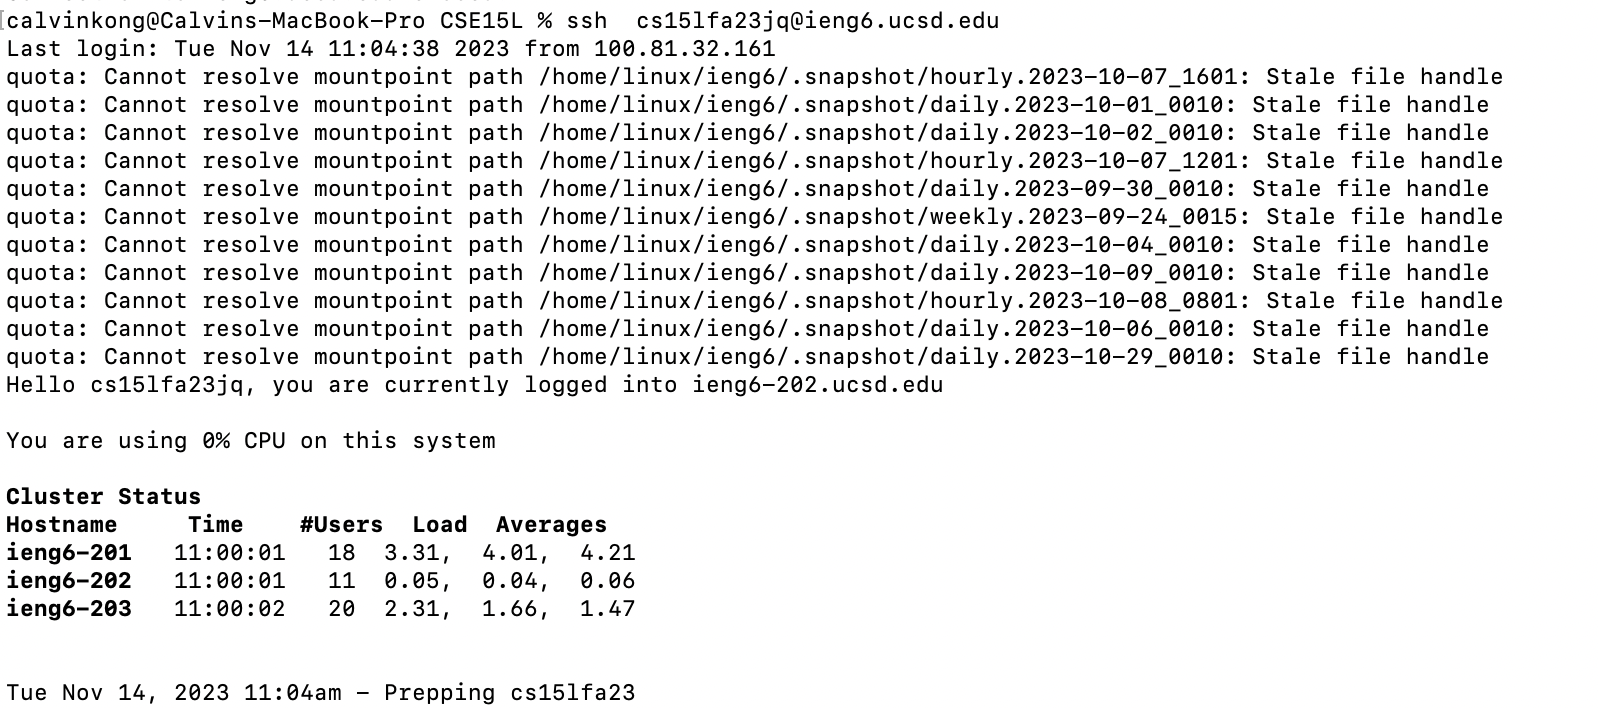 calvinkong@Calvins-MacBook-Pro CSE15L % ssh  cs15lfa23jq@ieng6.ucsd.edu
Last login: Tue Nov 14 11:04:38 2023 from 100.81.32.161
quota: Cannot resolve mountpoint path /home/linux/ieng6/.snapshot/hourly.2023-10-07_1601: Stale file handle
quota: Cannot resolve mountpoint path /home/linux/ieng6/.snapshot/daily.2023-10-01_0010: Stale file handle
quota: Cannot resolve mountpoint path /home/linux/ieng6/.snapshot/daily.2023-10-02_0010: Stale file handle
quota: Cannot resolve mountpoint path /home/linux/ieng6/.snapshot/hourly.2023-10-07_1201: Stale file handle
quota: Cannot resolve mountpoint path /home/linux/ieng6/.snapshot/daily.2023-09-30_0010: Stale file handle
quota: Cannot resolve mountpoint path /home/linux/ieng6/.snapshot/weekly.2023-09-24_0015: Stale file handle
quota: Cannot resolve mountpoint path /home/linux/ieng6/.snapshot/daily.2023-10-04_0010: Stale file handle
quota: Cannot resolve mountpoint path /home/linux/ieng6/.snapshot/daily.2023-10-09_0010: Stale file handle
quota: Cannot resolve mountpoint path /home/linux/ieng6/.snapshot/hourly.2023-10-08_0801: Stale file handle
quota: Cannot resolve mountpoint path /home/linux/ieng6/.snapshot/daily.2023-10-06_0010: Stale file handle
quota: Cannot resolve mountpoint path /home/linux/ieng6/.snapshot/daily.2023-10-29_0010: Stale file handle
Hello cs15lfa23jq, you are currently logged into ieng6-202.ucsd.edu
You are using 0% CPU on this system
Cluster Status
Hostname     Time    #Users  Load  Averages
ieng6-201   11:00:01   18  3.31,  4.01,  4.21
ieng6-202   11:00:01   11  0.05,  0.04,  0.06
ieng6-203   11:00:02   20  2.31,  1.66,  1.47
Tue Nov 14, 2023 11:04am - Prepping cs15lfa23